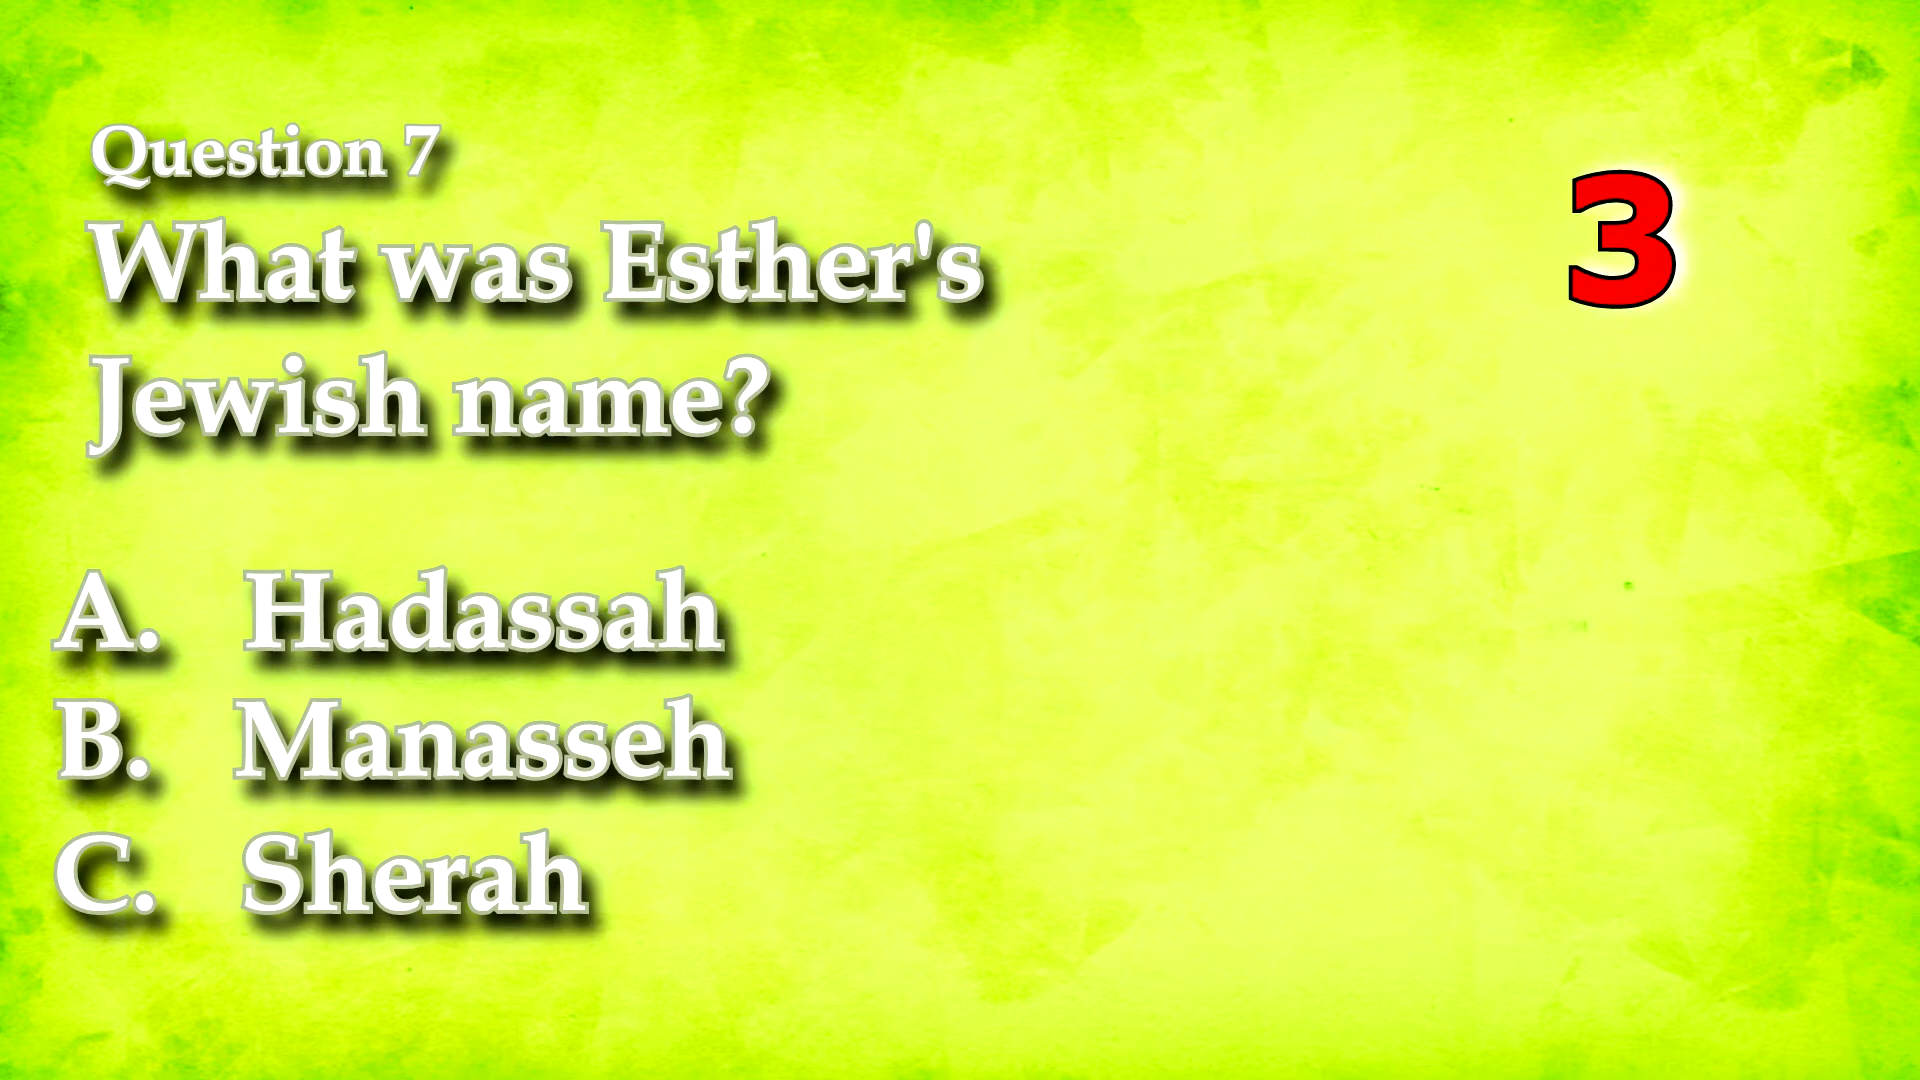 Question 7
What was Esther's
Jewish name?
3
A. Hadassah
B. Manasseh
C. Sherah